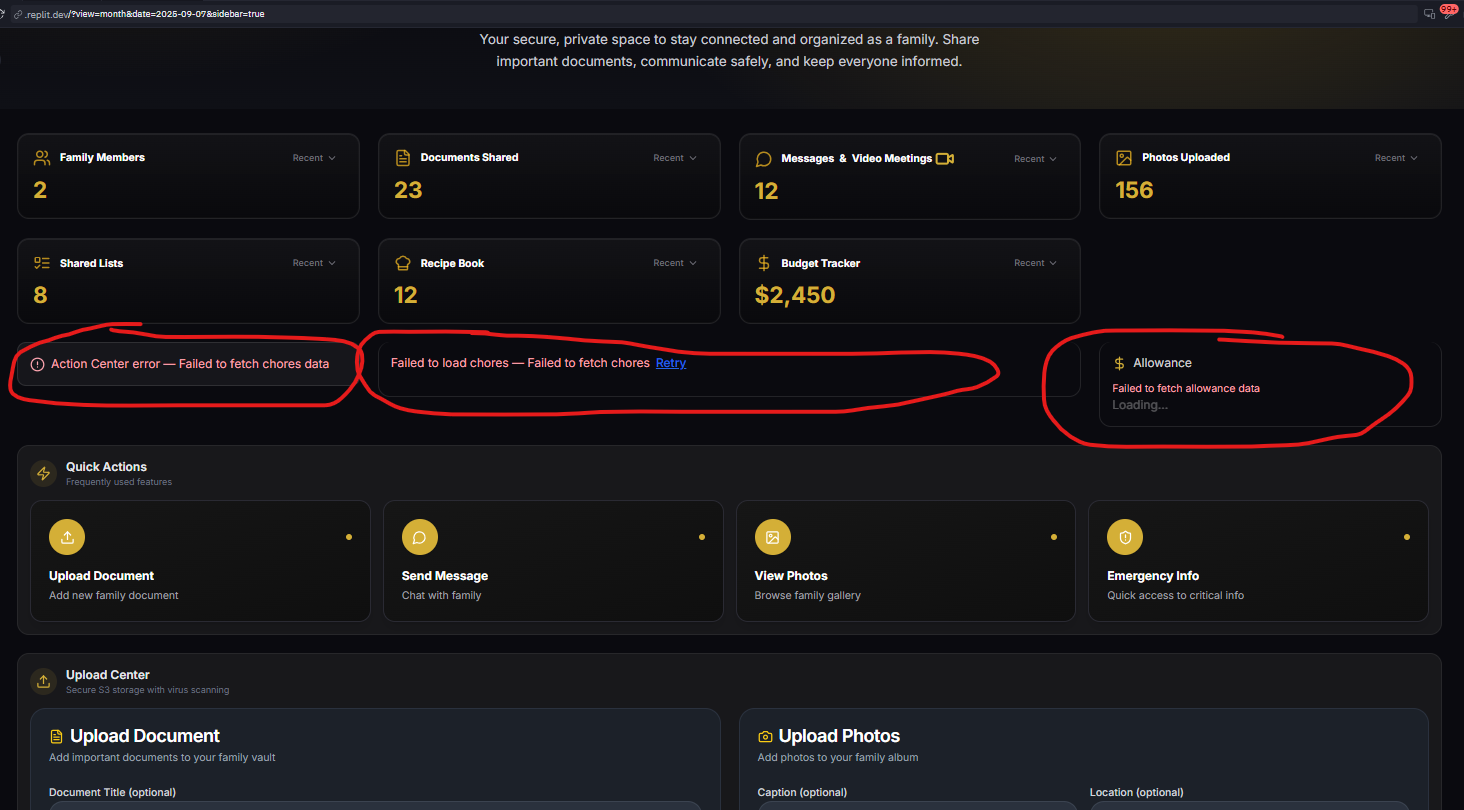 .replit.dev/?view=month&date=2025-09-07&sidebar=true
99+
Your secure, private space to stay connected and organized as a family. Share
important documents, communicate safely, and keep everyone informed.
Family Members
Recent
2
Documents Shared
Recent
23
Messages & Video Meetings
Recent
12
Photos Uploaded
Recent
156
Shared Lists
Recent
8
Recipe Book
Recent
12
Budget Tracker
Recent
$2,450
Action Center error — Failed to fetch chores data
Failed to load chores — Failed to fetch chores Retry
Allowance
Failed to fetch allowance data
Loading...
Quick Actions
Frequently used features
Upload Document
Add new family document
Send Message
Chat with family
View Photos
Browse family gallery
Emergency Info
Quick access to critical info
Upload Center
Secure S3 storage with virus scanning
Upload Document
Add important documents to your family vault
Document Title (optional)
Upload Photos
Add photos to your family album
Caption (optional)
Location (optional)